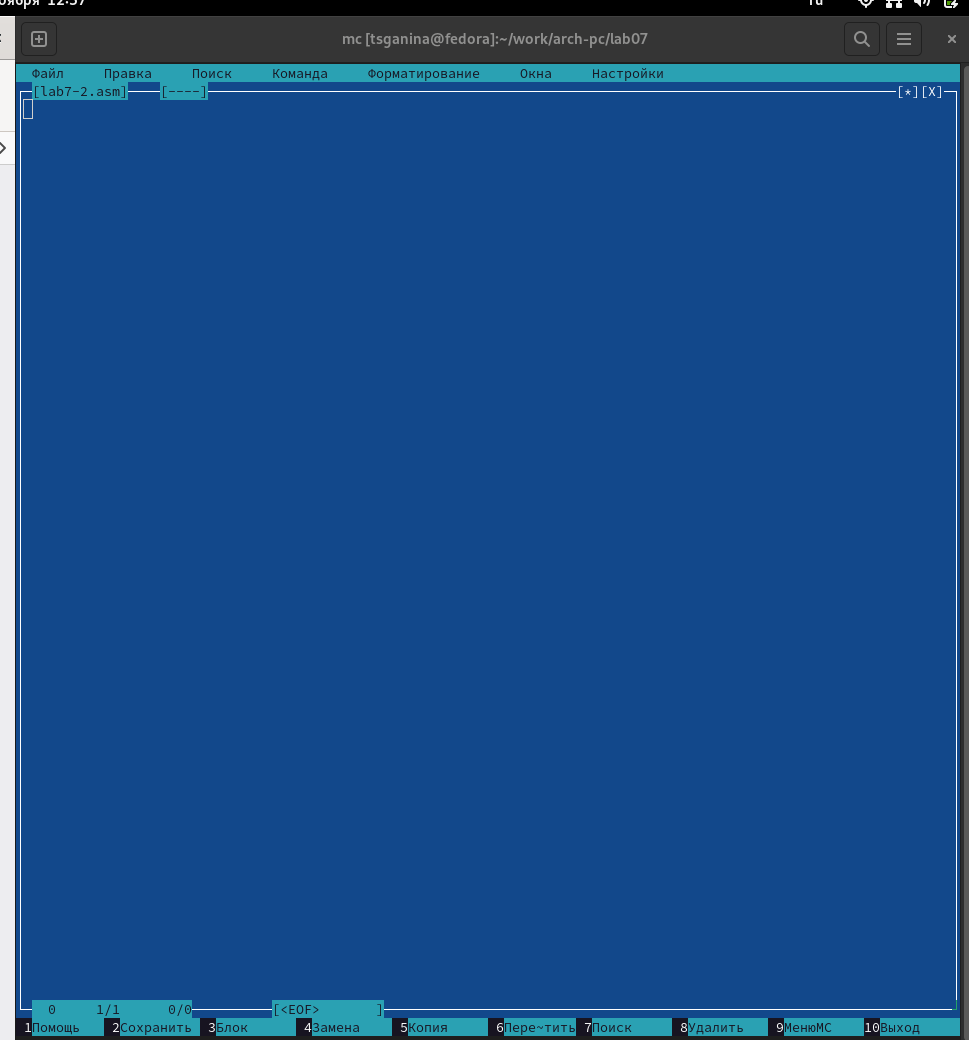 12:57 ru
mc [tsganina@fedora]:~/work/arch-pc/lab07
Файл Правка Поиск Команда Форматирование Окна Настройки
[lab7-2.asm] [----] [*][X]
0 1/1 0/0 [<EOF> ]
1Помощь 2Сохранить 3Блок 4Замена 5Копия 6Пере~тить 7Поиск 8Удалить 9МенюMC 10Выход